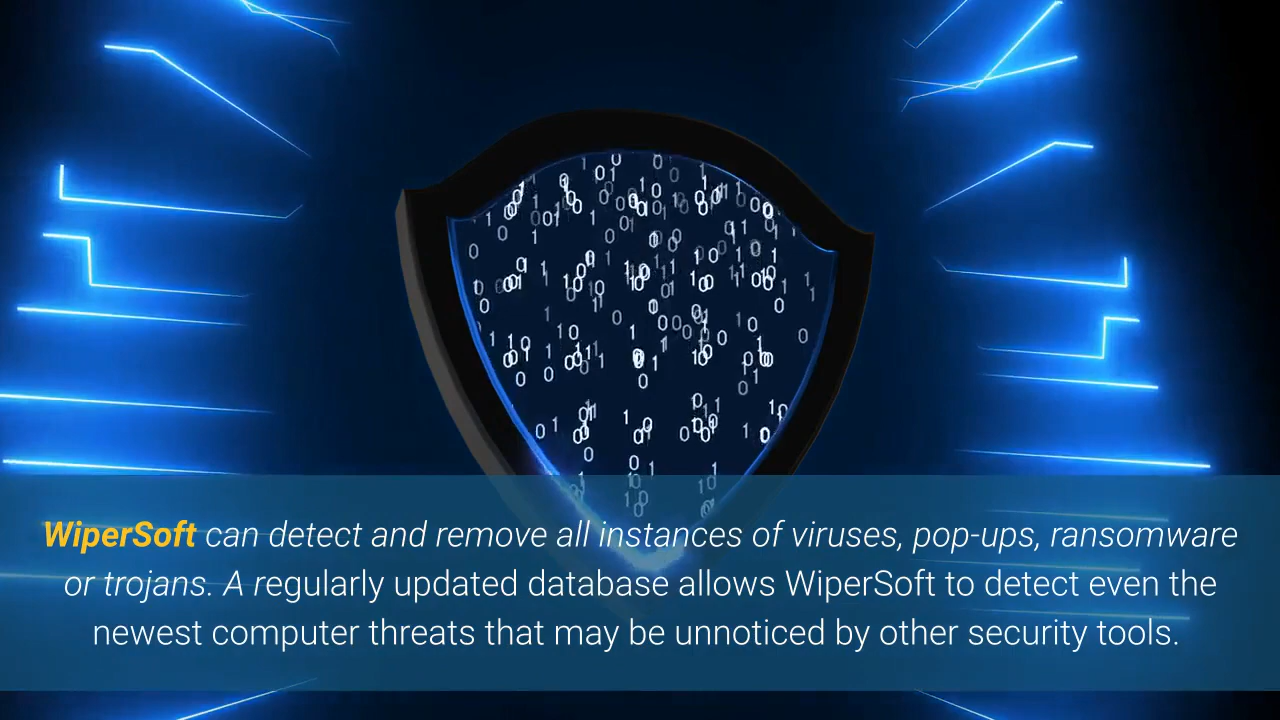 WiperSoft can detect and remove all instances of viruses, pop-ups, ransomware
or trojans. A regularly updated database allows WiperSoft to detect even the
newest computer threats that may be unnoticed by other security tools.